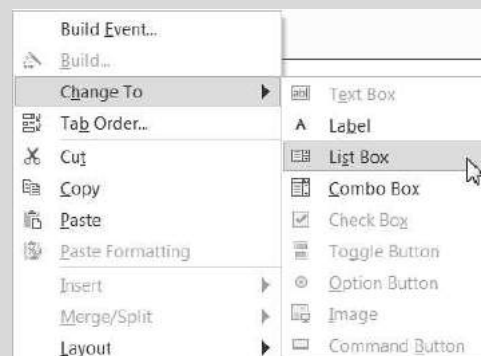 Build Event...
Build...
Change To
Tab Order...
Cut
Copy
Paste
Paste Formatting
Insert
Merge/Split
Layout
Text Box
Label
List Box
Combo Box
Check Box
Toggle Button
Option Button
Image
Command Button